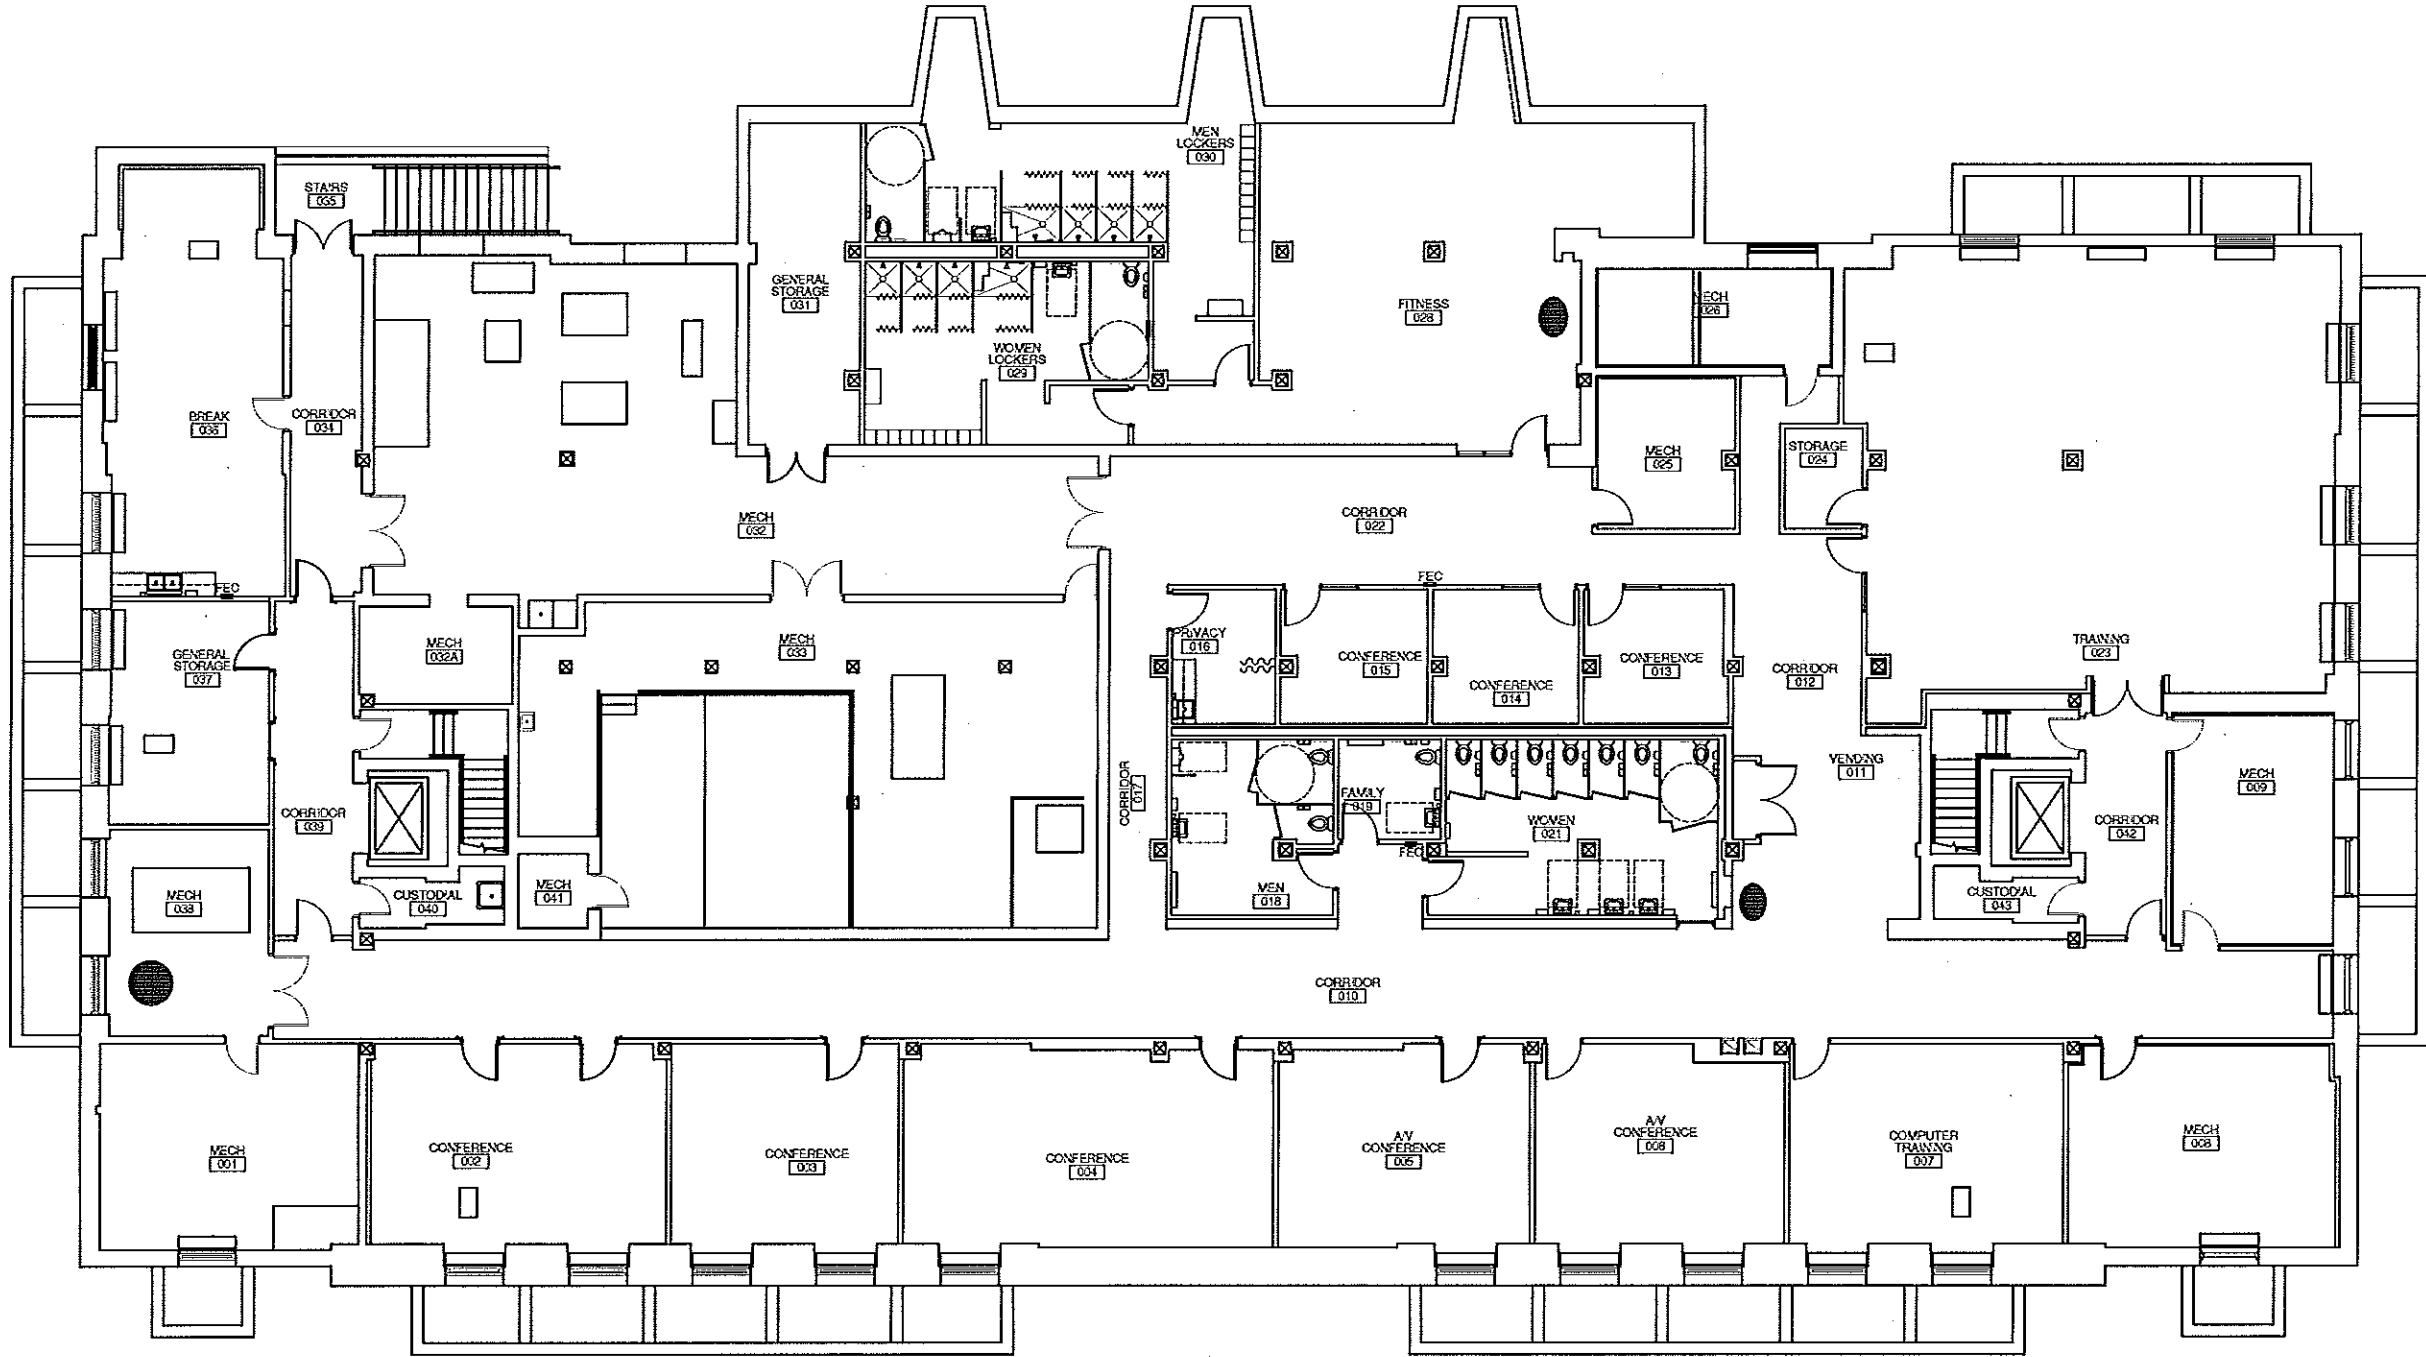 MEN
LOCKERS
030
STAIRS
035
GENERAL
STORAGE
031
FITNESS
028
MECH
026
WOMEN
LOCKERS
029
BREAK
036
CORRIDOR
034
MECH
025
STORAGE
024
MECH
032
CORRIDOR
022
FEC
FEC
MECH
032A
MECH
033
PRIVACY
016
CONFERENCE
015
CONFERENCE
014
CONFERENCE
013
CORRIDOR
012
TRAINING
023
GENERAL
STORAGE
037
CORRIDOR
039
CORRIDOR
017
FAMILY
019
WOMEN
021
VENDING
011
MECH
009
CORRIDOR
042
FEC
MECH
038
CUSTODIAL
040
MECH
041
MEN
018
CUSTODIAL
043
CORRIDOR
010
MECH
001
CONFERENCE
002
CONFERENCE
003
CONFERENCE
004
A/V
CONFERENCE
005
A/V
CONFERENCE
006
COMPUTER
TRAINING
007
MECH
008